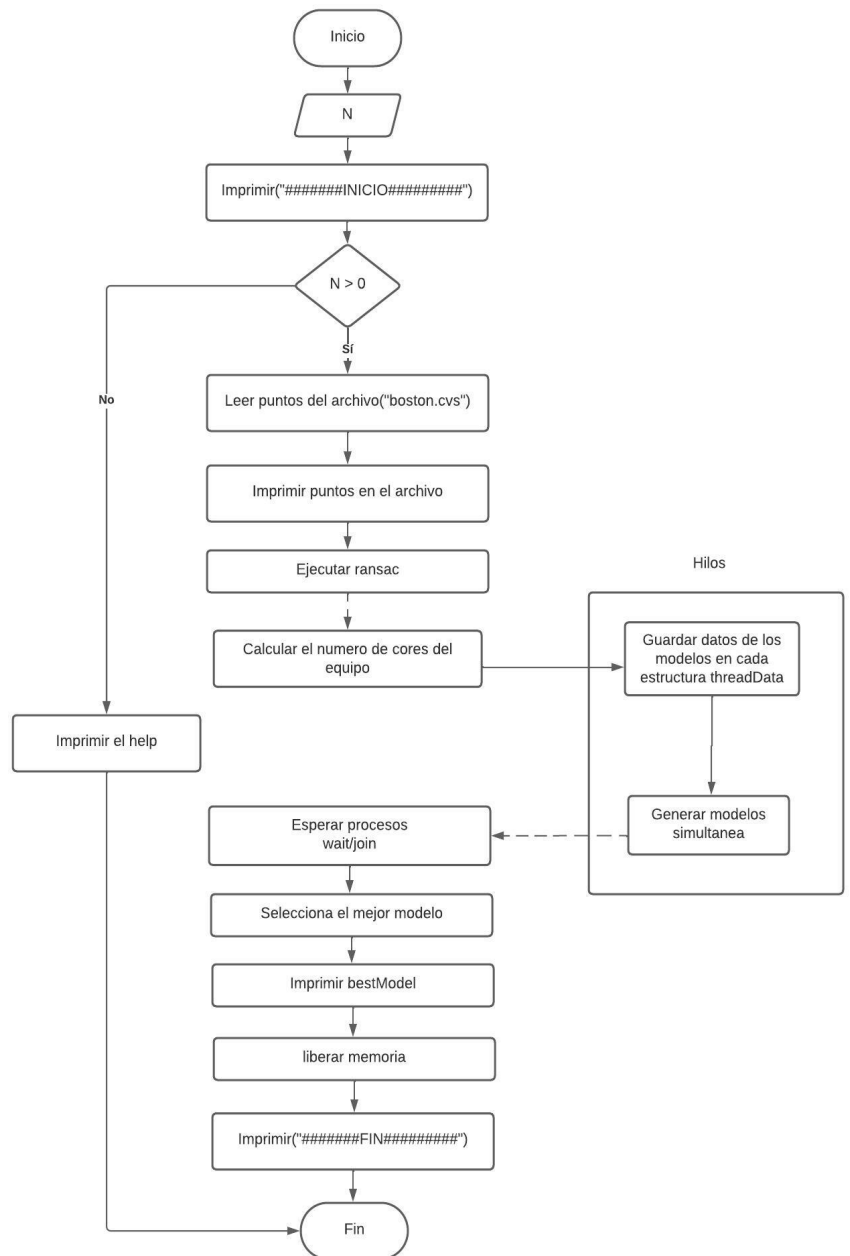 Inicio
N
Imprimir("#######INICIO#########")
N > 0
Sí
No
Leer puntos del archivo("boston.cvs")
Imprimir puntos en el archivo
Ejecutar ransac
Calcular el numero de cores del
equipo
Hilos
Guardar datos de los
modelos en cada
estructura threadData
Generar modelos
simultanea
Imprimir el help
Esperar procesos
wait/join
Selecciona el mejor modelo
Imprimir bestModel
liberar memoria
Imprimir("#######FIN#########")
Fin